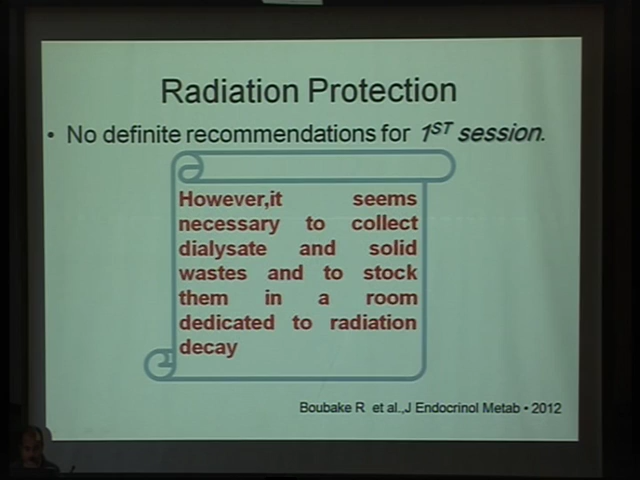 Radiation Protection
• No definite recommendations for 1ST session.
However,it seems
necessary to collect
dialysate and solid
wastes and to stock
them in a room
dedicated to radiation
decay
Boubake R et al.,J Endocrinol Metab • 2012